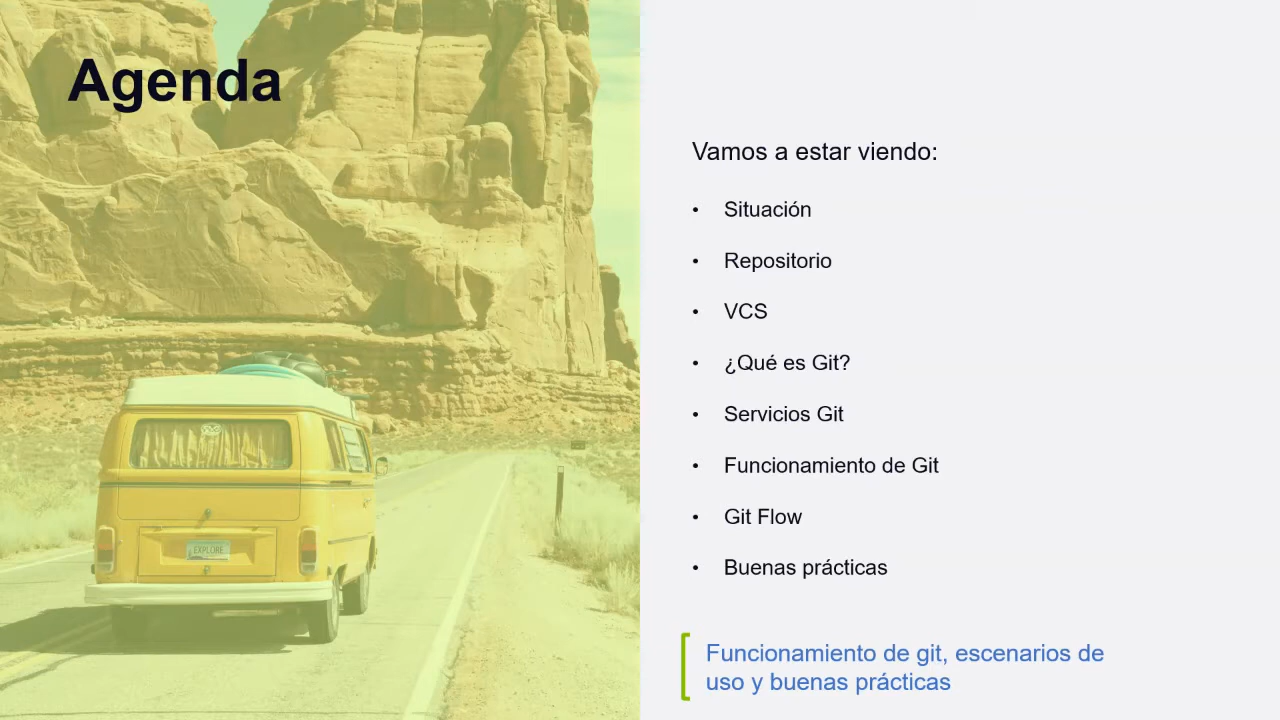 Agenda
Vamos a estar viendo:
• Situación
• Repositorio
• VCS
• ¿Qué es Git?
• Servicios Git
• Funcionamiento de Git
• Git Flow
• Buenas prácticas
Funcionamiento de git, escenarios de
uso y buenas prácticas
EXPLORE